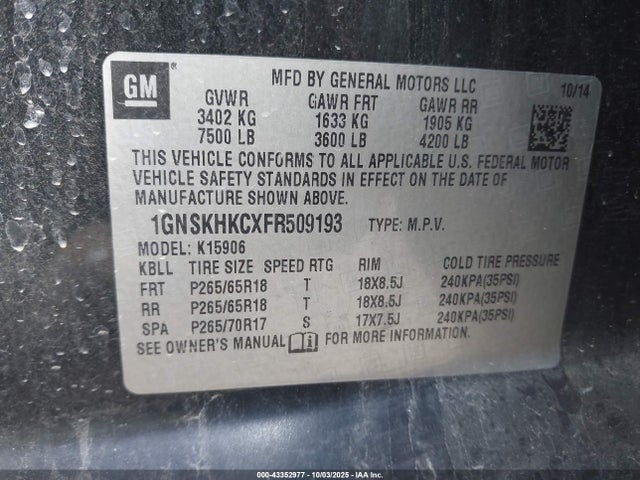 GM
MFD BY GENERAL MOTORS LLC
10/14
GVWR GAWR FRT GAWR RR
3402 KG 1633 KG 1905 KG
7500 LB 3600 LB 4200 LB
THIS VEHICLE CONFORMS TO ALL APPLICABLE U.S. FEDERAL MOTOR
VEHICLE SAFETY STANDARDS IN EFFECT ON THE DATE OF
MANUFACTURE SHOWN ABOVE.
1GNSKHKCXFR509193 TYPE: M.P.V.
MODEL: K15906
KBLL TIRE SIZE SPEED RTG RIM COLD TIRE PRESSURE
FRT P265/65R18 T 18X8.5J 240KPA(35PSI)
RR P265/65R18 T 18X8.5J 240KPA(35PSI)
SPA P265/70R17 S 17X7.5J 240KPA(35PSI)
SEE OWNER'S MANUAL FOR MORE INFORMATION.
000-43352977 - 10/03/2025 - IAA Inc.